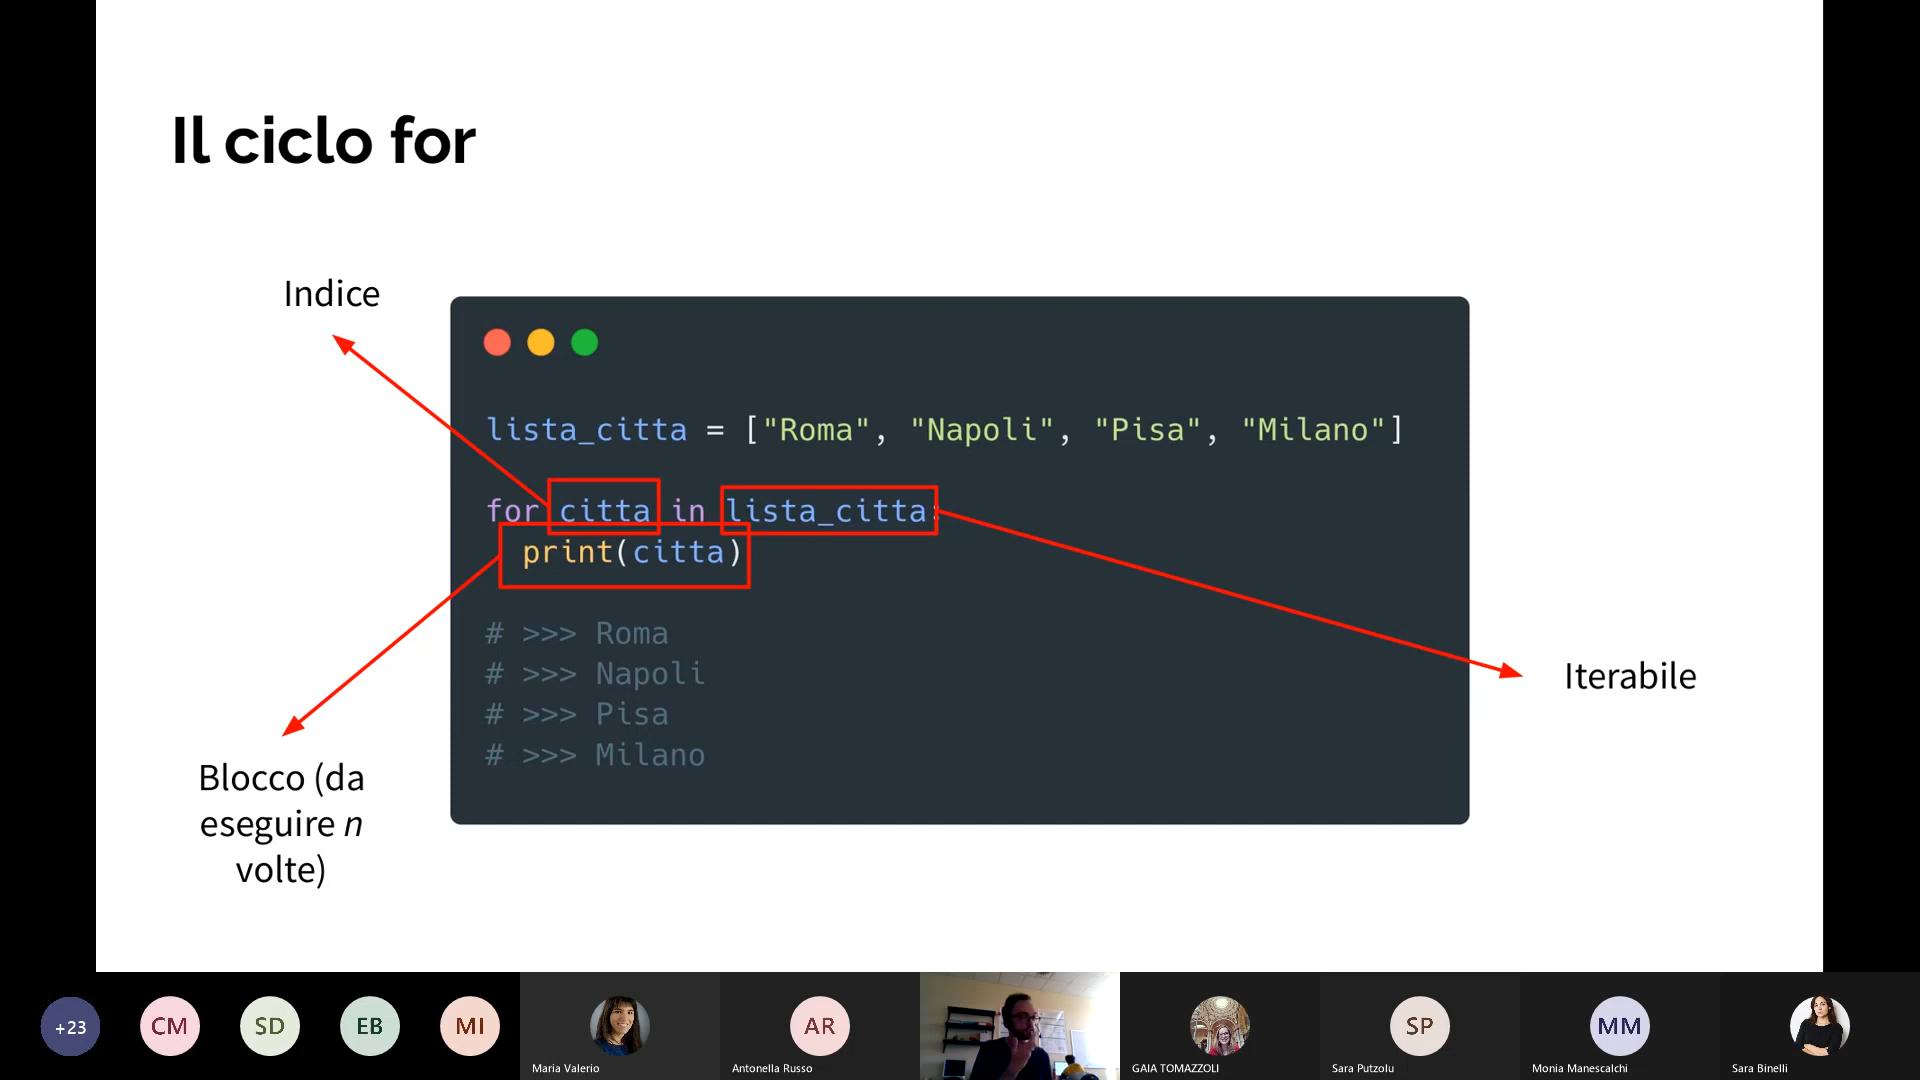 Il ciclo for
Indice
lista_citta = ["Roma", "Napoli", "Pisa", "Milano"]
for citta in lista_citta:
print(citta)
# >>> Roma
# >>> Napoli
# >>> Pisa
# >>> Milano
Iterabile
Blocco (da
eseguire n
volte)
+23
CM
SD
EB
MI
Maria Valerio
AR
Antonella Russo
GAIA TOMAZZOLI
SP
Sara Putzolu
MM
Monia Manescalchi
Sara Binelli